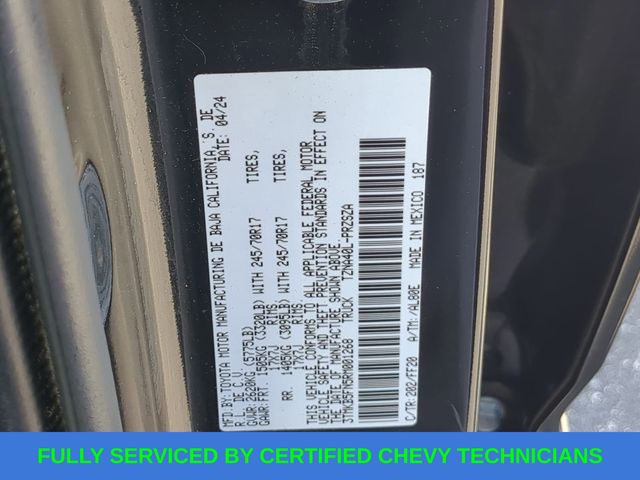 MFD.BY:TOYOTA MOTOR MANUFACTURING DE BAJA CALIFORNIA, S. DE
R.L. DE C.V. DATE: 04/24
GVWR:2620KG (5775LB)
GAWR:FRT 1505KG (3320LB) WITH 245/70R17 TIRES,
17X7J RIMS,
RR. 1405KG (3095LB) WITH 245/70R17 TIRES,
17X7J RIMS
THIS VEHICLE CONFORMS TO ALL APPLICABLE FEDERAL MOTOR
VEHICLE SAFETY AND THEFT PREVENTION STANDARDS IN EFFECT ON
THE DATE OF MANUFACTURE SHOWN ABOVE.
TRUCK TZNA40L-PRZSZA
C/TR:202/FF20 A/TM:/AL80E MADE IN MEXICO 187
FULLY SERVICED BY CERTIFIED CHEVY TECHNICIANS